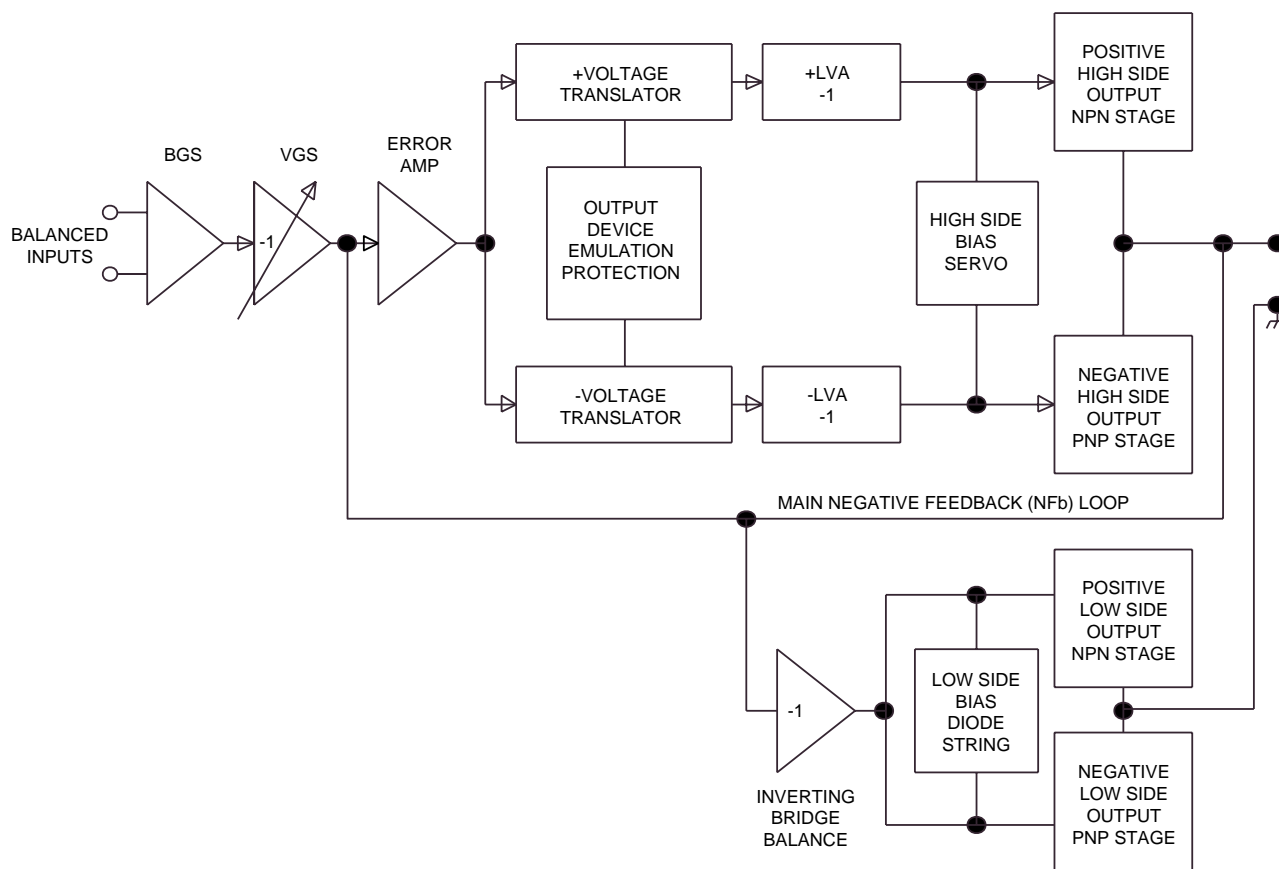 BALANCED
INPUTS
BGS
VGS
-1
ERROR
AMP
+VOLTAGE
TRANSLATOR
+LVA
-1
OUTPUT
DEVICE
EMULATION
PROTECTION
-VOLTAGE
TRANSLATOR
-LVA
-1
HIGH SIDE
BIAS
SERVO
POSITIVE
HIGH SIDE
OUTPUT
NPN STAGE
NEGATIVE
HIGH SIDE
OUTPUT
PNP STAGE
MAIN NEGATIVE FEEDBACK (NFb) LOOP
-1
INVERTING
BRIDGE
BALANCE
LOW SIDE
BIAS
DIODE
STRING
POSITIVE
LOW SIDE
OUTPUT
NPN STAGE
NEGATIVE
LOW SIDE
OUTPUT
PNP STAGE